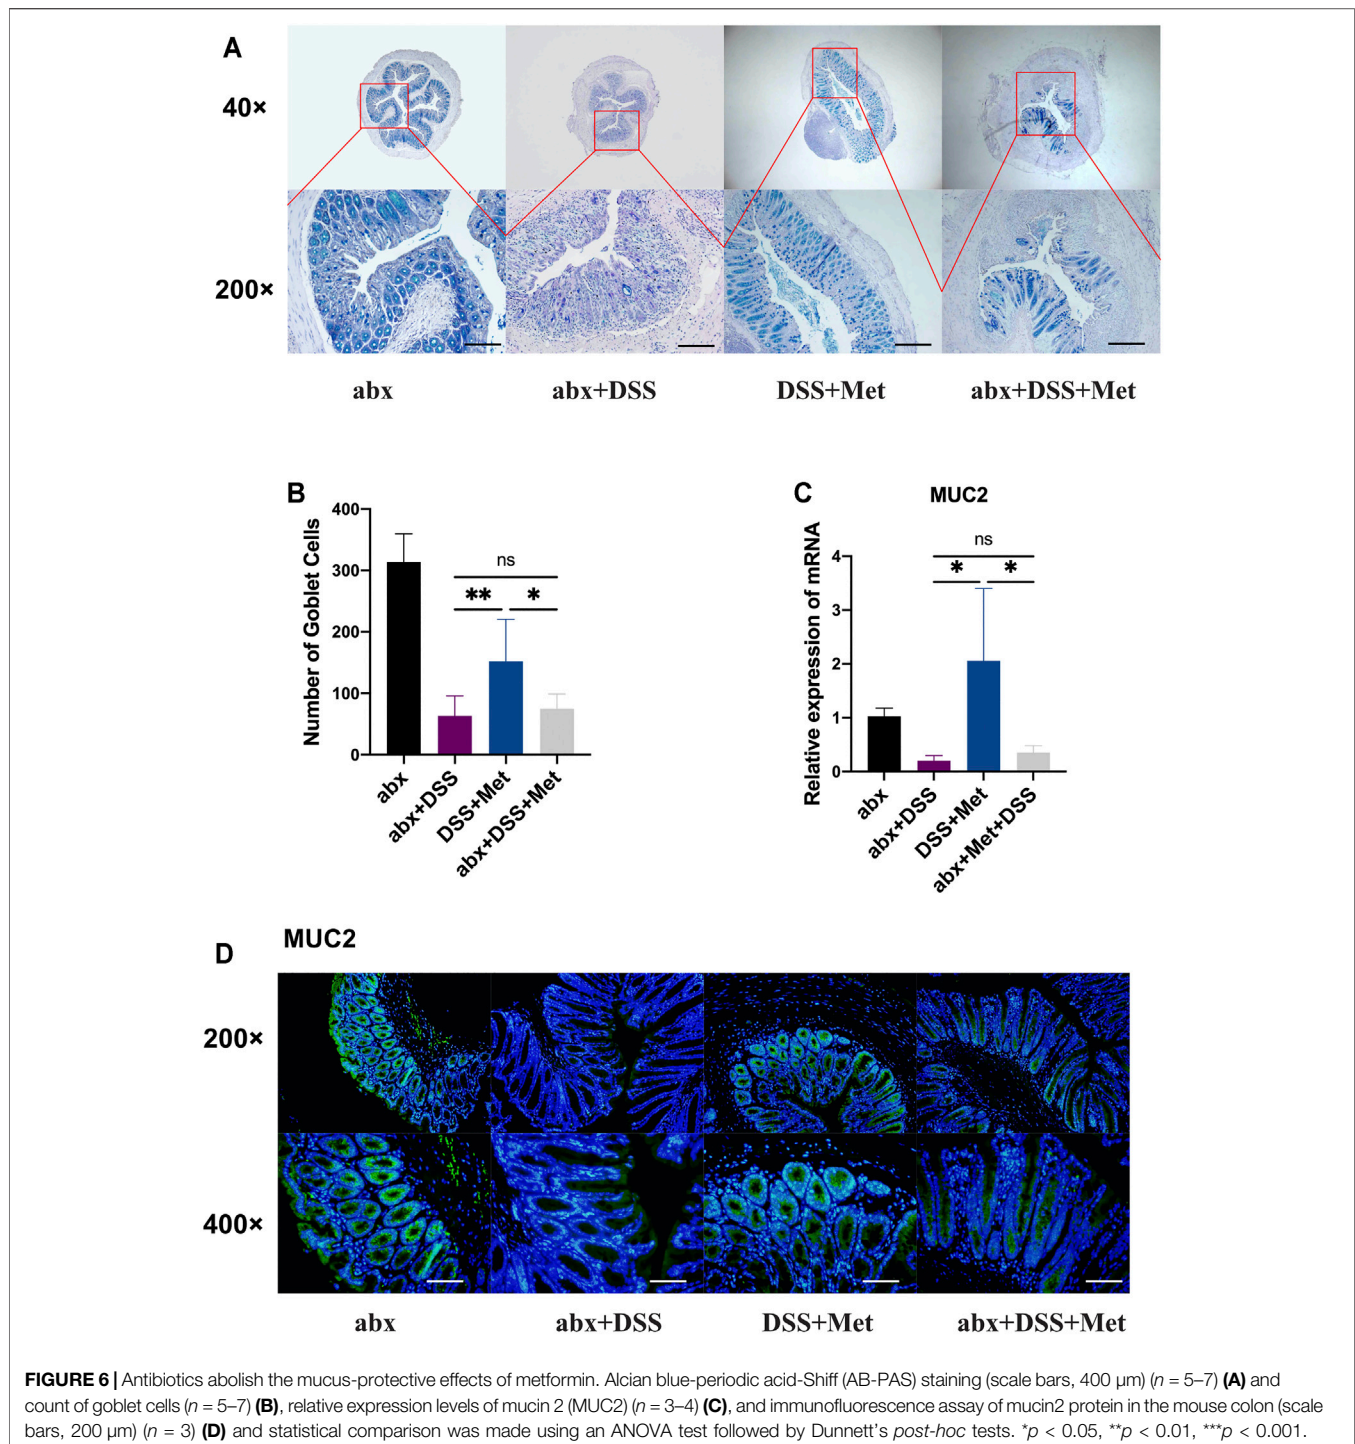 A
40×
200×
abx
abx+DSS
DSS+Met
abx+DSS+Met
B
Number of Goblet Cells
400
300
200
100
0
ns
**
*
abx
abx+DSS
DSS+Met
abx+DSS+Met
C
MUC2
Relative expression of mRNA
4
3
2
1
0
ns
*
*
abx
abx+DSS
DSS+Met
abx+Met+DSS
D
MUC2
200×
400×
abx
abx+DSS
DSS+Met
abx+DSS+Met
FIGURE 6 | Antibiotics abolish the mucus-protective effects of metformin. Alcian blue-periodic acid-Shiff (AB-PAS) staining (scale bars, 400 μm) (n = 5–7) (A) and
count of goblet cells (n = 5–7) (B), relative expression levels of mucin 2 (MUC2) (n = 3–4) (C), and immunofluorescence assay of mucin2 protein in the mouse colon (scale
bars, 200 μm) (n = 3) (D) and statistical comparison was made using an ANOVA test followed by Dunnett's post-hoc tests. *p < 0.05, **p < 0.01, ***p < 0.001.